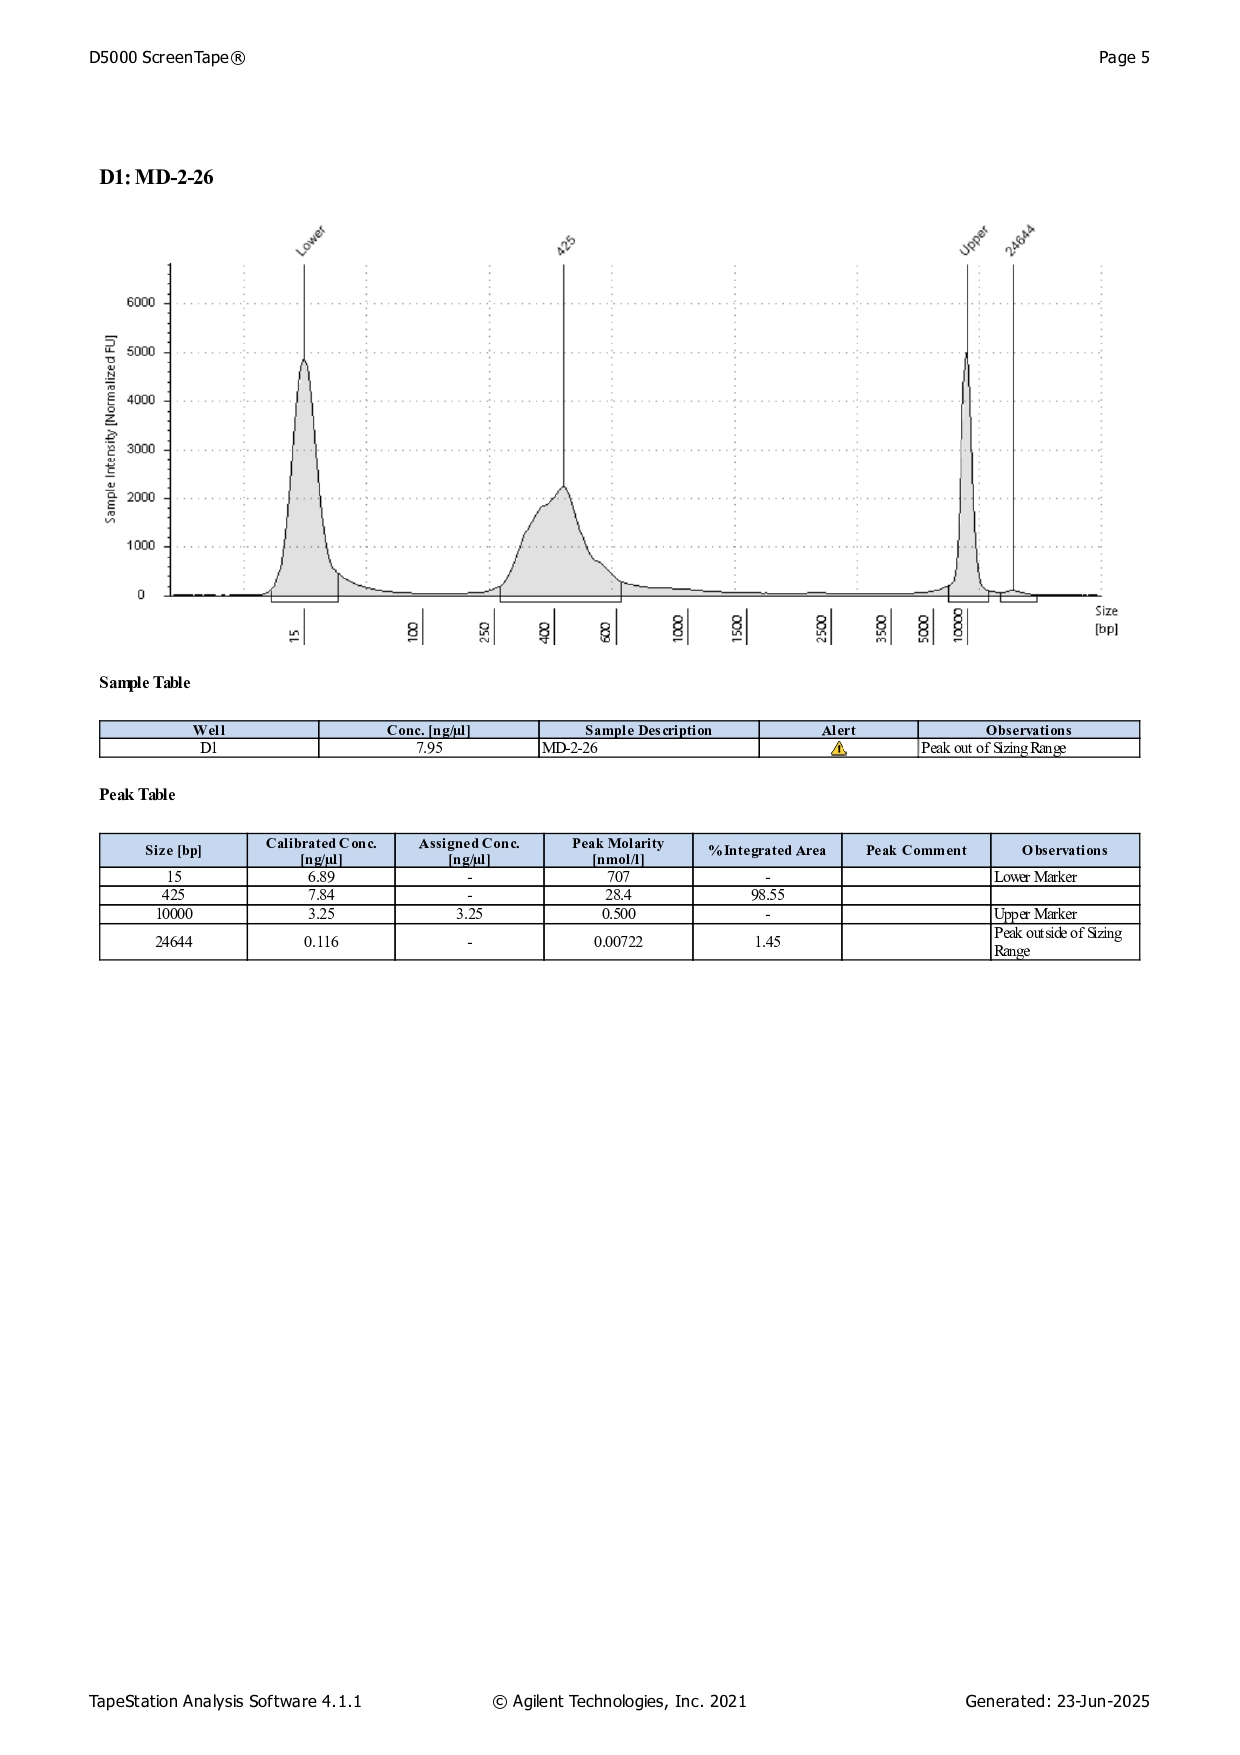 D5000 ScreenTape®
Page 5
D1: MD-2-26
Lower
425
Upper
24644
Sample Intensity [Normalized FU]
6000
5000
4000
3000
2000
1000
0
15
100
250
400
600
1000
1500
2500
3500
5000
10000
Size
[bp]
Sample Table
Well Conc. [ng/µl] Sample Description Alert Observations
D1 7.95 MD-2-26 Peak out of Sizing Range
Peak Table
Size [bp] Calibrated Conc. [ng/µl] Assigned Conc. [ng/µl] Peak Molarity [nmol/l] % Integrated Area Peak Comment Observations
15 6.89 - 707 - Lower Marker
425 7.84 - 28.4 98.55
10000 3.25 3.25 0.500 - Upper Marker
24644 0.116 - 0.00722 1.45 Peak outside of Sizing Range
TapeStation Analysis Software 4.1.1
© Agilent Technologies, Inc. 2021
Generated: 23-Jun-2025